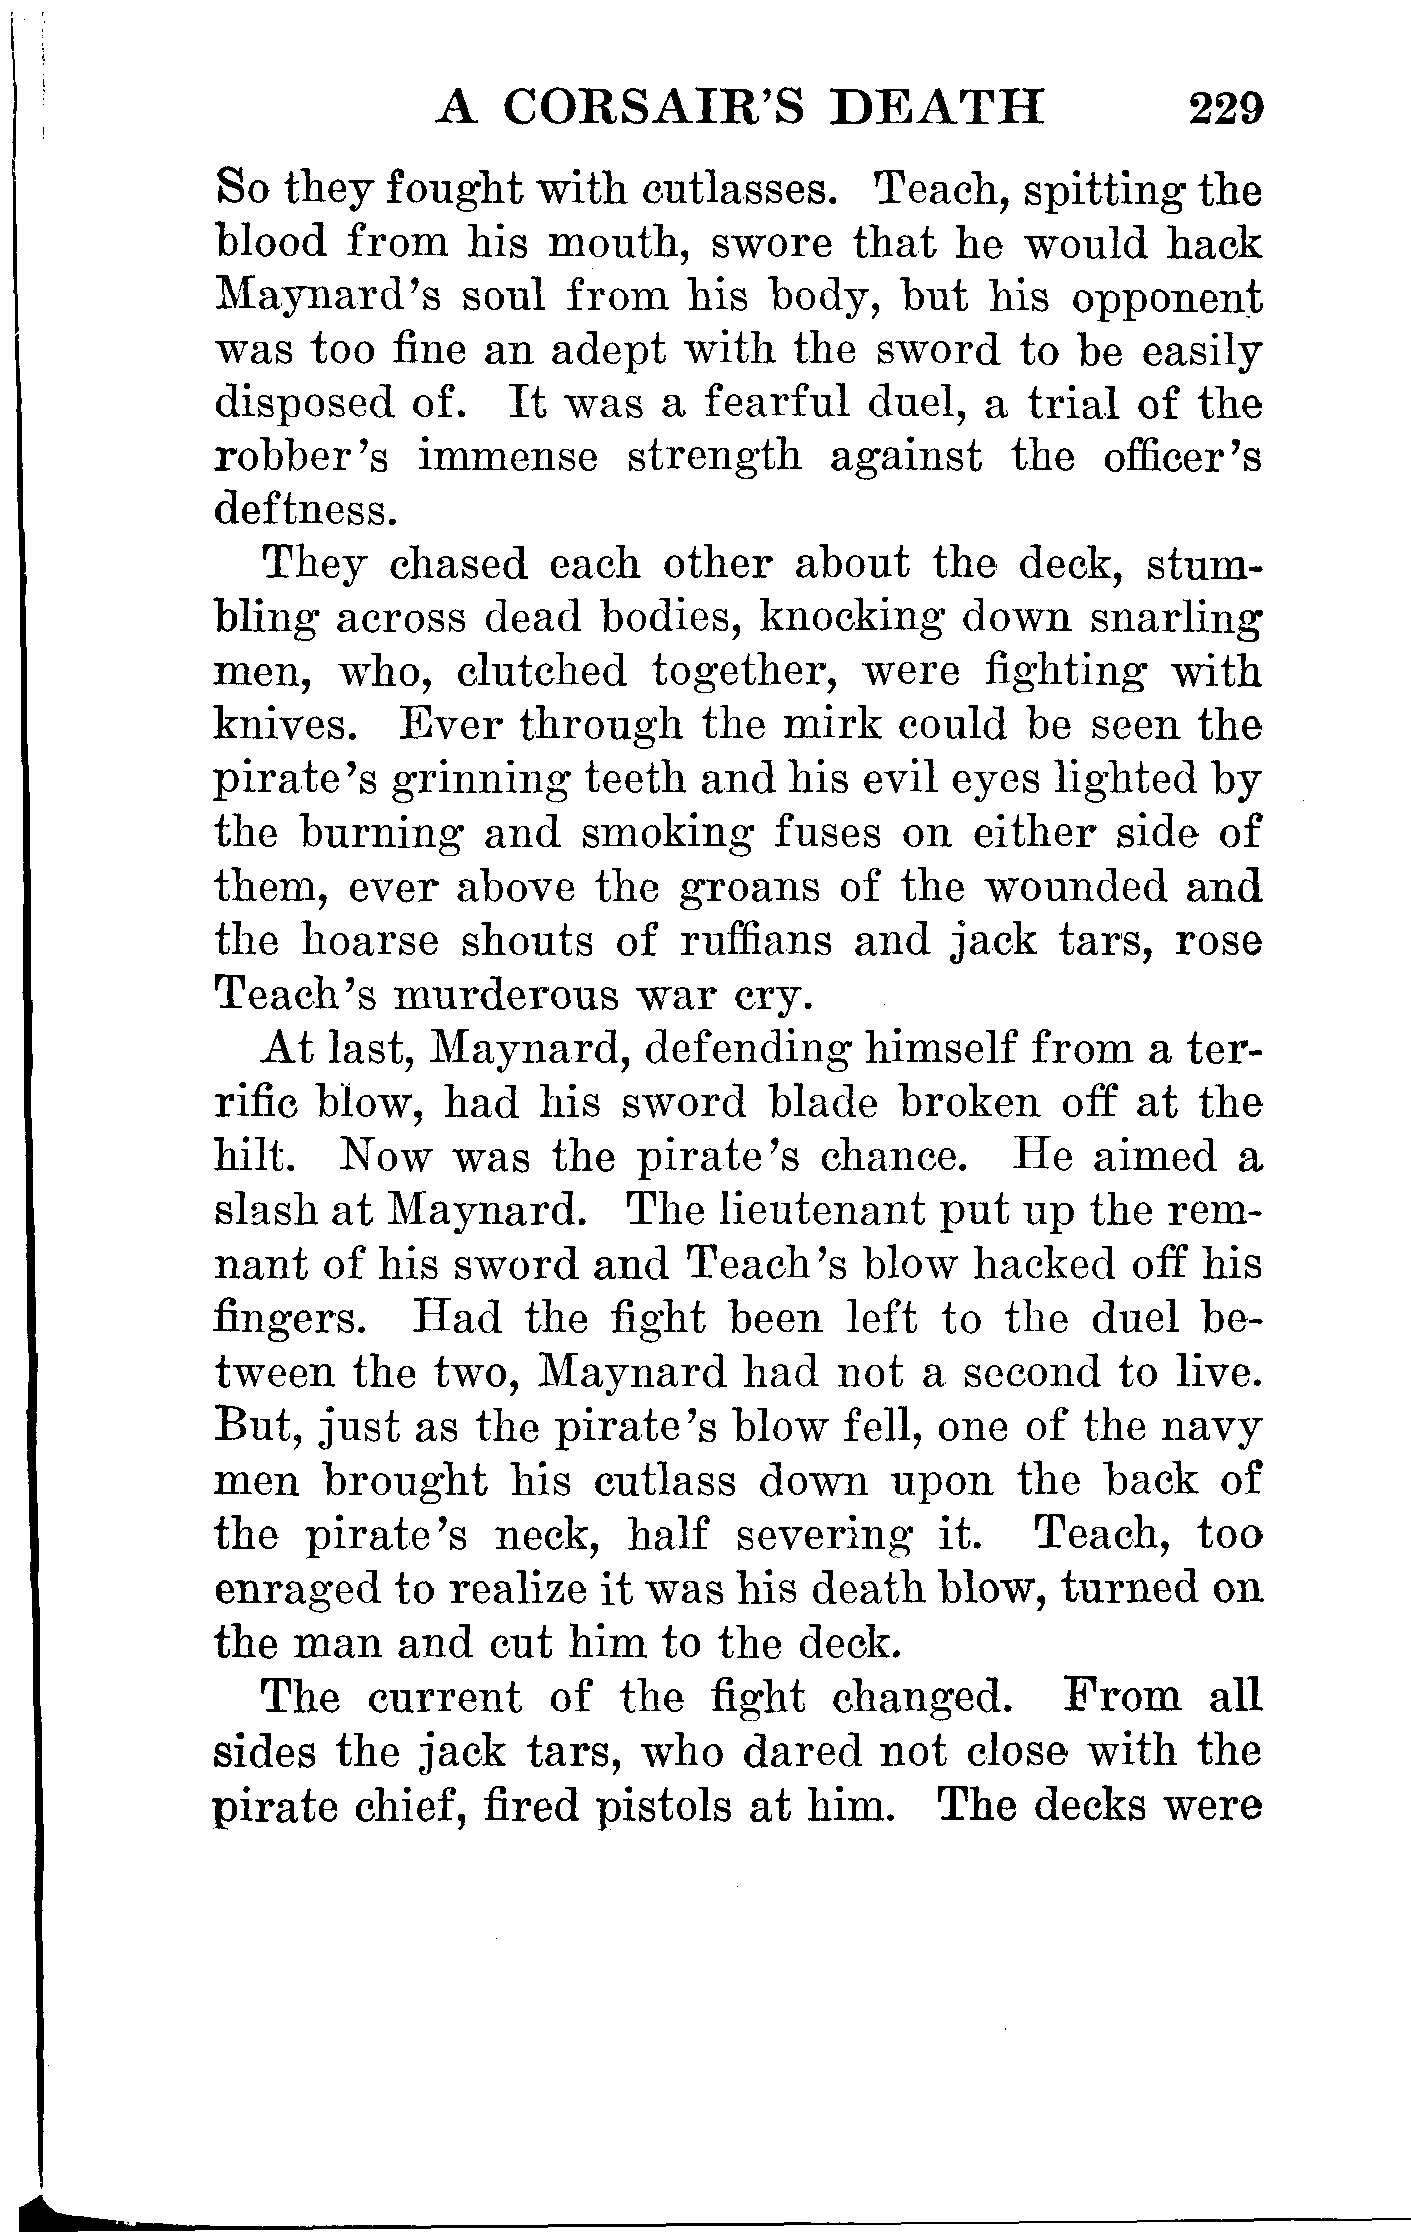 A CORSAIR'S DEATH 229
So they fought with cutlasses. Teach, spitting the
blood from his mouth, swore that he would hack
Maynard's soul from his body, but his opponent
was too fine an adept with the sword to be easily
disposed of. It was a fearful duel, a trial of the
robber's immense strength against the officer's
deftness.
They chased each other about the deck, stum-
bling across dead bodies, knocking down snarling
men, who, clutched together, were fighting with
knives. Ever through the mirk could be seen the
pirate's grinning teeth and his evil eyes lighted by
the burning and smoking fuses on either side of
them, ever above the groans of the wounded and
the hoarse shouts of ruffians and jack tars, rose
Teach's murderous war cry.
At last, Maynard, defending himself from a ter-
rific blow, had his sword blade broken off at the
hilt. Now was the pirate's chance. He aimed a
slash at Maynard. The lieutenant put up the rem-
nant of his sword and Teach's blow hacked off his
fingers. Had the fight been left to the duel be-
tween the two, Maynard had not a second to live.
But, just as the pirate's blow fell, one of the navy
men brought his cutlass down upon the back of
the pirate's neck, half severing it. Teach, too
enraged to realize it was his death blow, turned on
the man and cut him to the deck.
The current of the fight changed. From all
sides the jack tars, who dared not close with the
pirate chief, fired pistols at him. The decks were